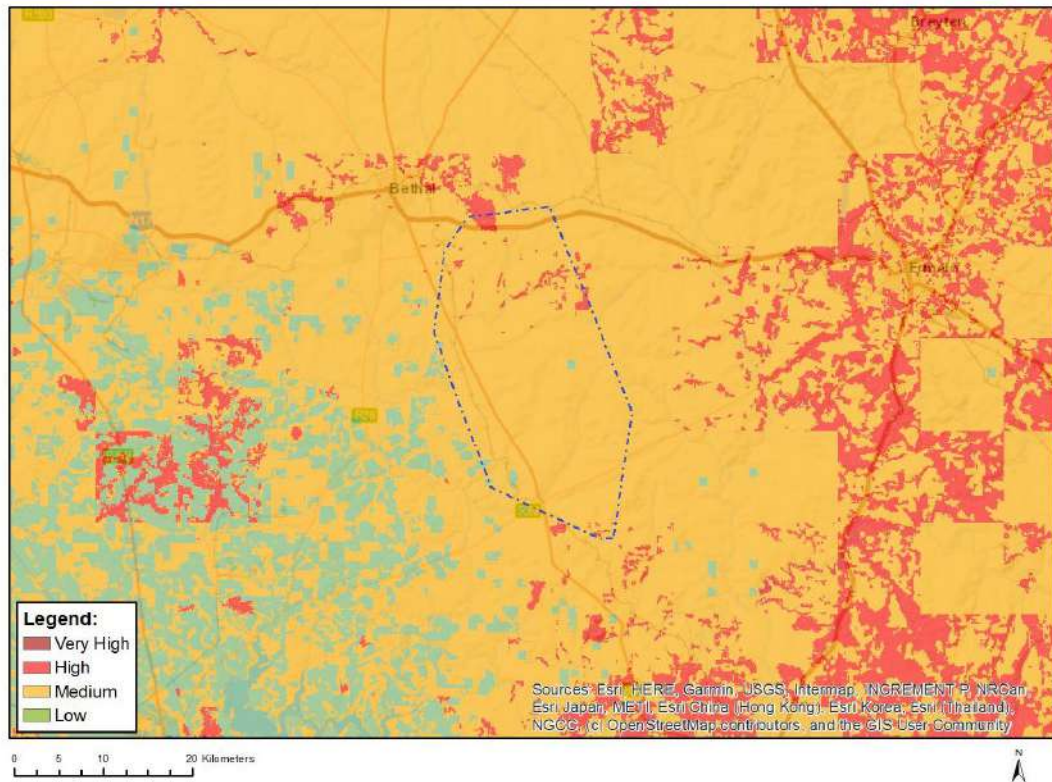 Breyten
Bethal
Ermelo
Legend:
Very High
High
Medium
Low
Sources: Esri, HERE, Garmin, USGS, Intermap, INCREMENT P, NRCan,
Esri Japan, METI, Esri China (Hong Kong), Esri Korea, Esri (Thailand),
NGCC, (c) OpenStreetMap contributors, and the GIS User Community
0 5 10 20 Kilometers
N